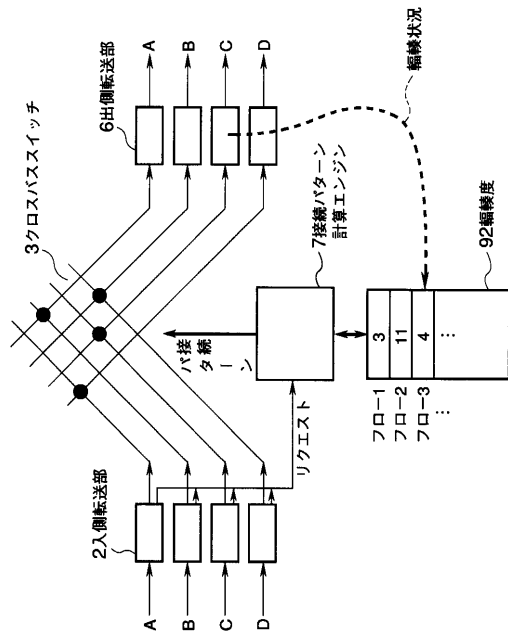 3クロスバススイッチ
2入側転送部
A
B
C
D
6出側転送部
A
B
C
D
接続
パターン
リクエスト
7接続パターン
計算エンジン
輻輳状況
フロー1 3
フロー2 11
フロー3 4
⋮ ⋮
92輻輳度